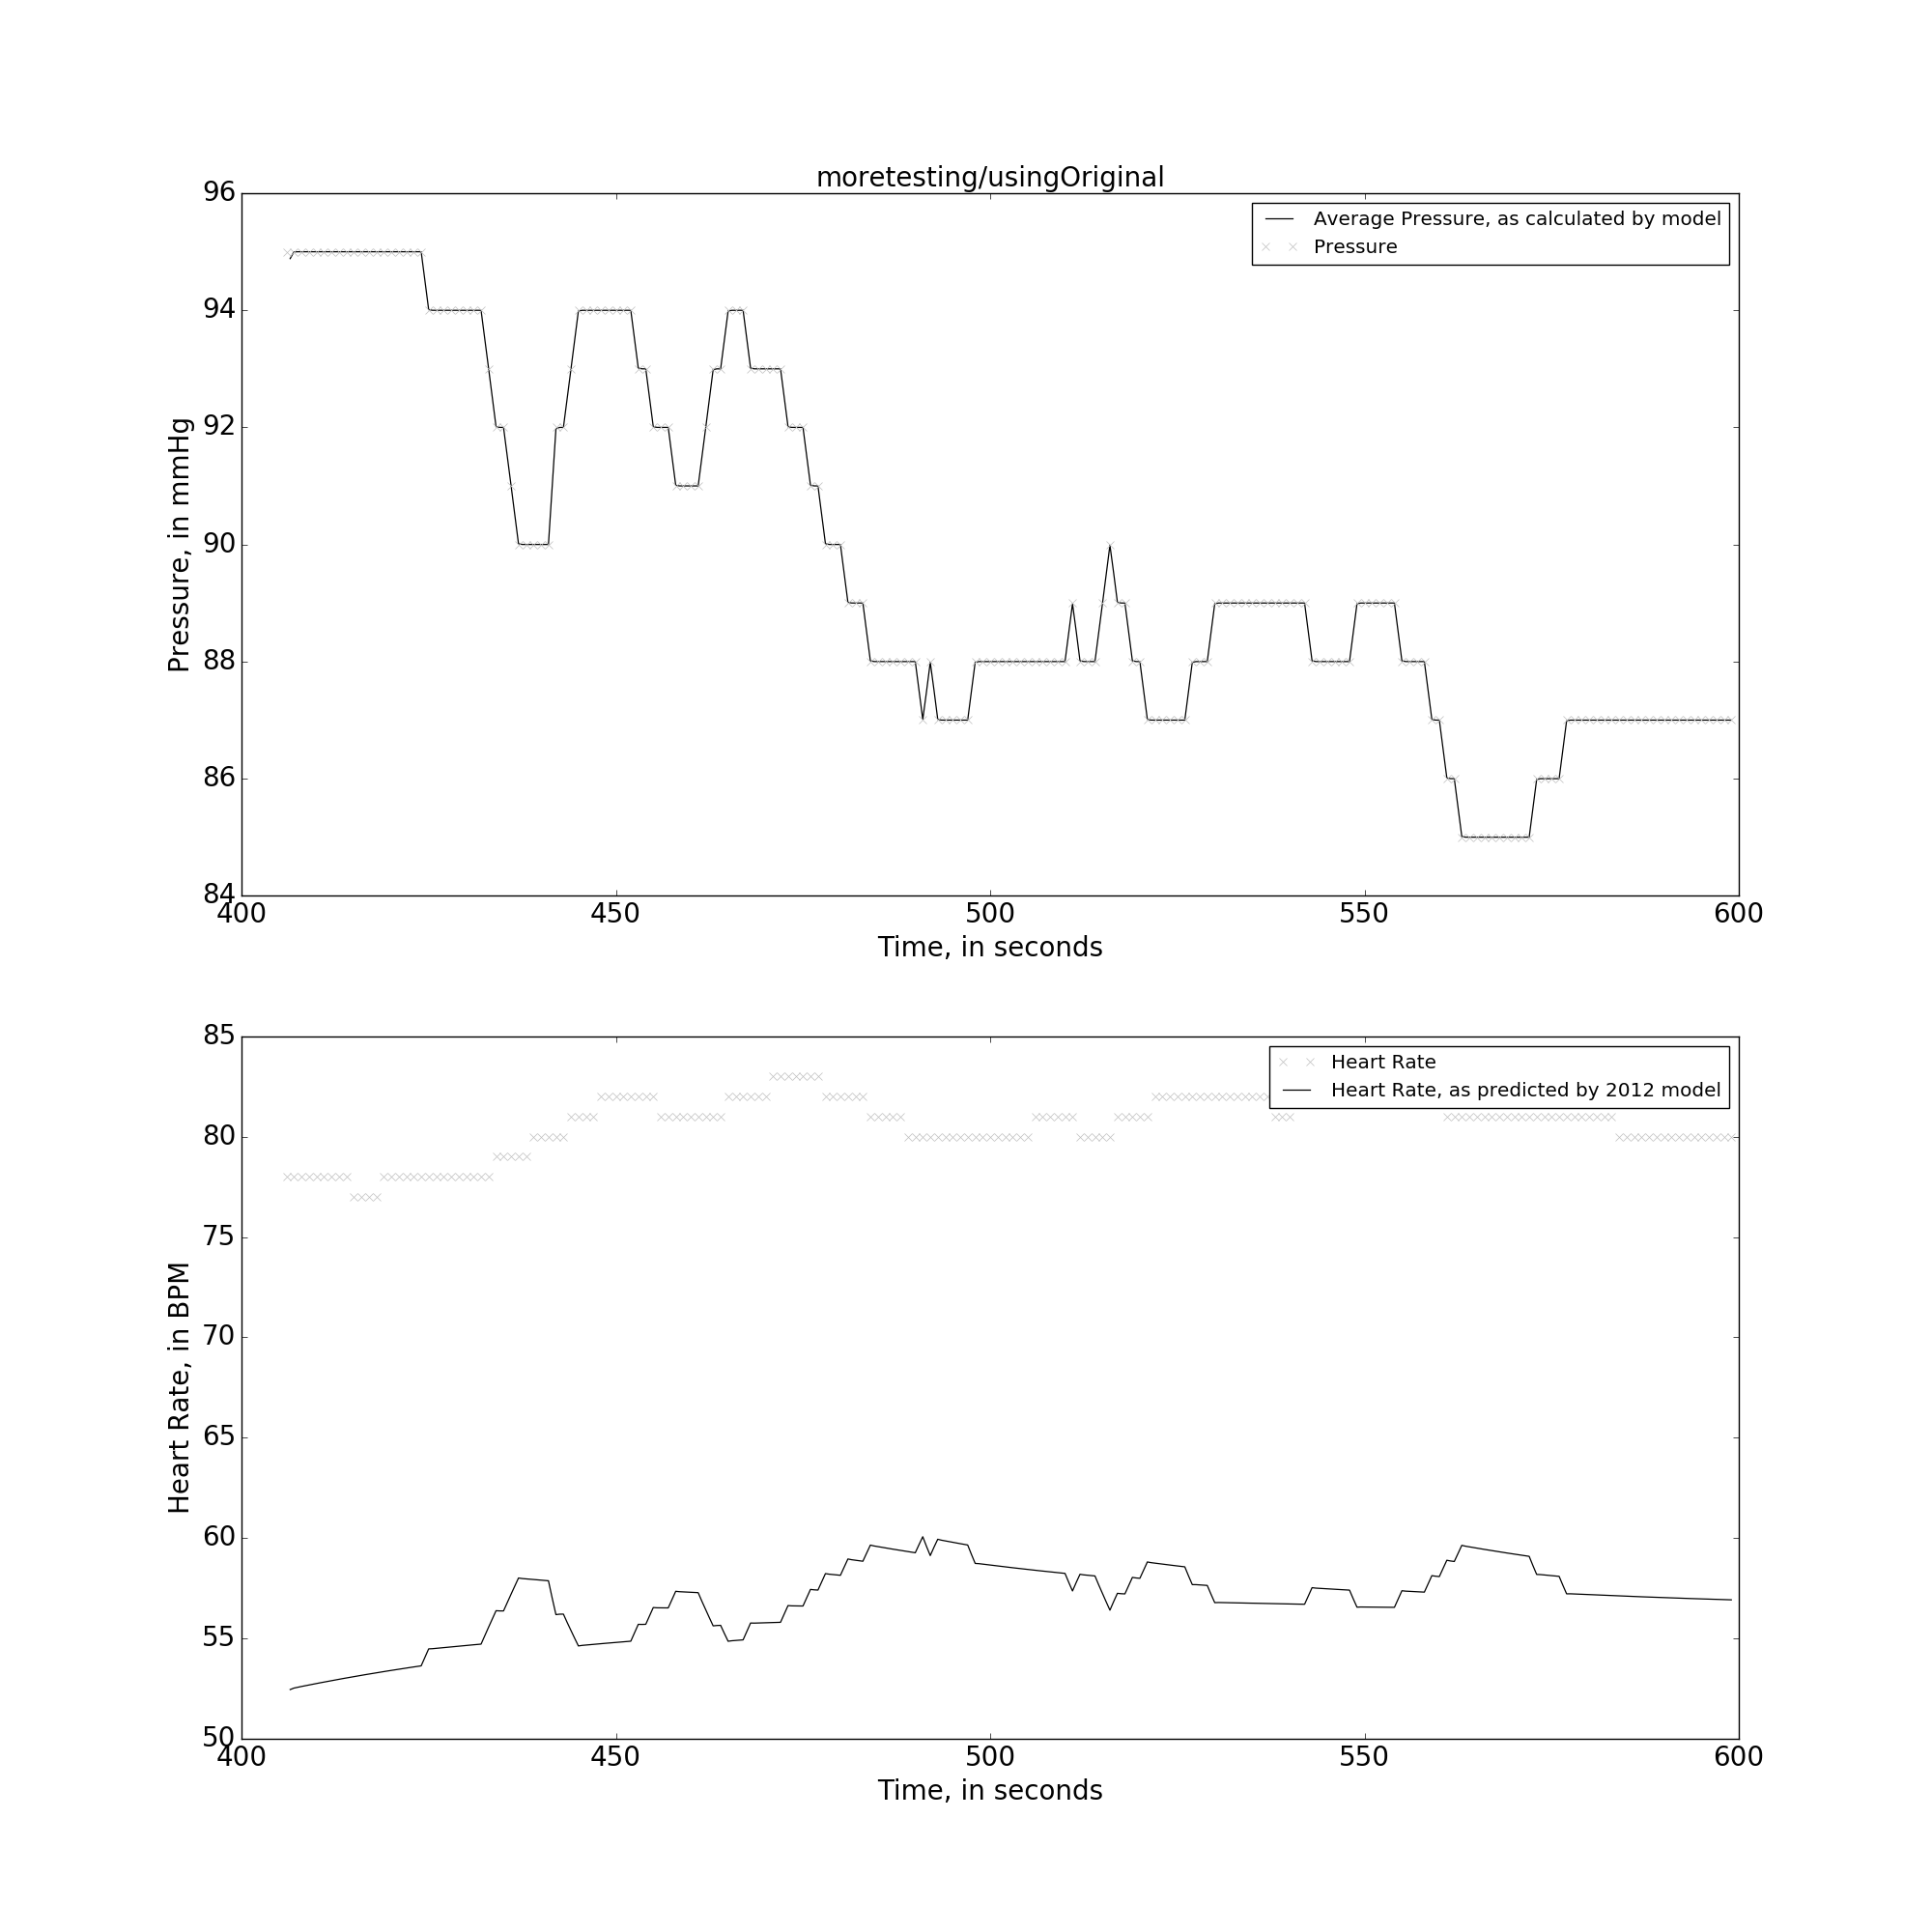 moretesting/usingOriginal
96
94
92
90
88
86
84
Pressure, in mmHg
Average Pressure, as calculated by model
Pressure
400 450 500 550 600
Time, in seconds
85
80
75
70
65
60
55
50
Heart Rate, in BPM
Heart Rate
Heart Rate, as predicted by 2012 model
400 450 500 550 600
Time, in seconds